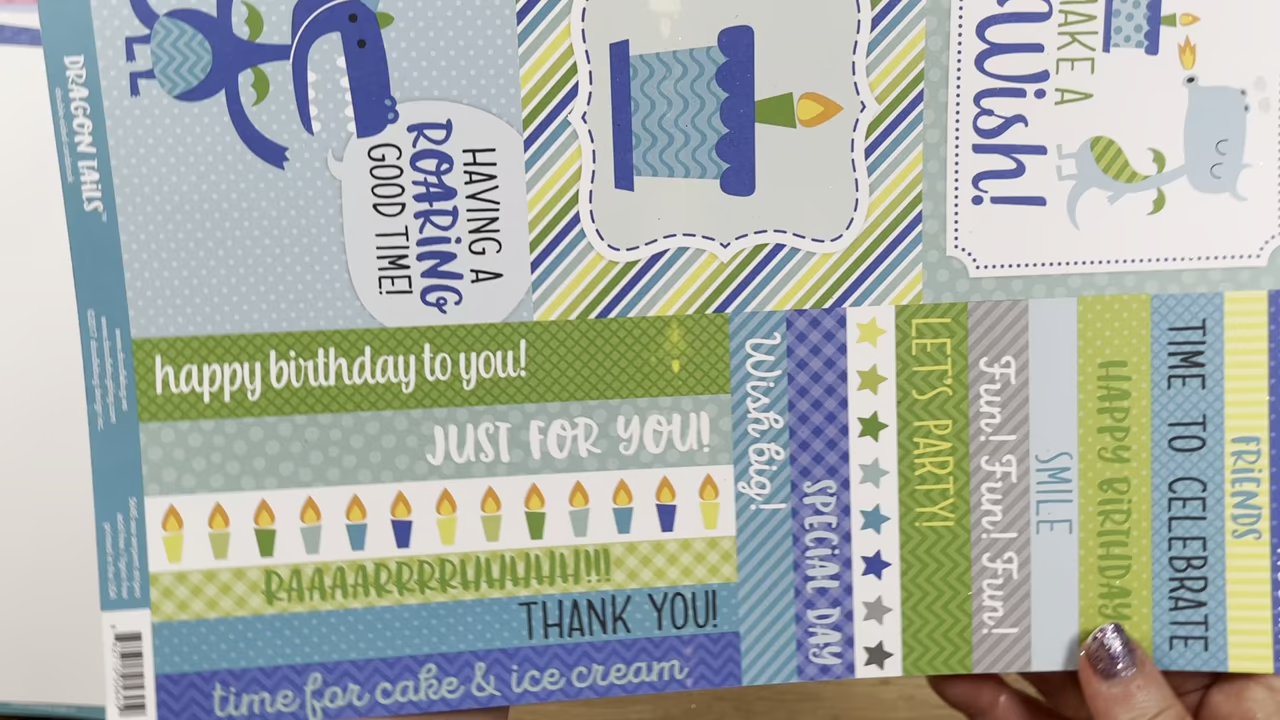 DRAGON TAILS
HAVING A
ROARING
GOOD TIME!
MAKE A
Wish!
happy birthday to you!
JUST FOR YOU!
RAAAARRRRHHHHH!!!
THANK YOU!
time for cake & ice cream
Wish big!
SPECIAL DAY
LET'S PARTY!
Fun! Fun! Fun! Fun!
SMILE
HAPPY BIRTHDAY
TIME TO CELEBRATE
FRIENDS